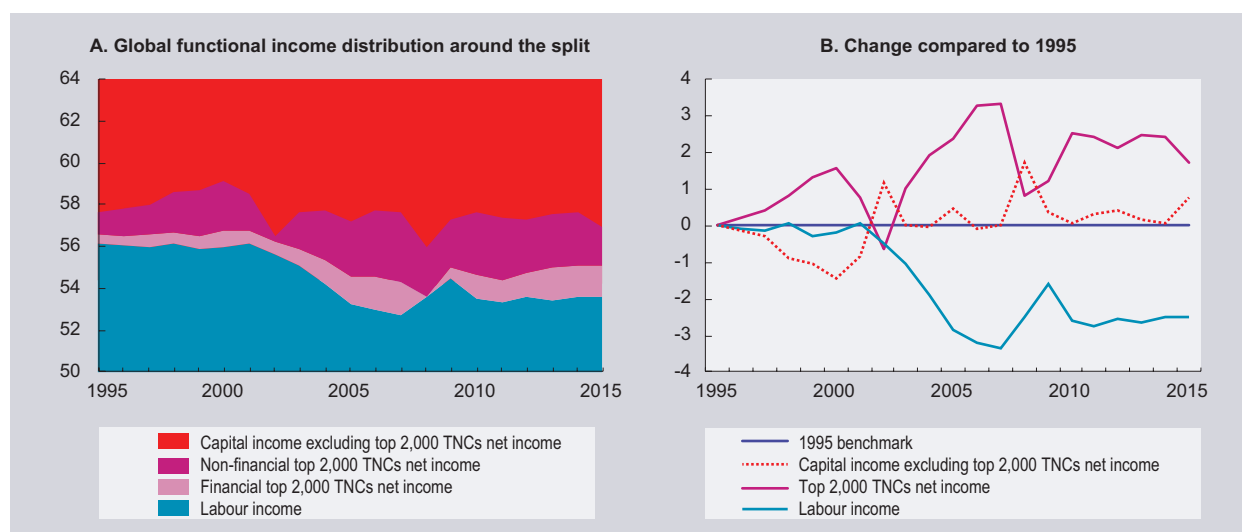 A. Global functional income distribution around the split
64
62
60
58
56
54
52
50
1995
2000
2005
2010
2015
Capital income excluding top 2,000 TNCs net income
Non-financial top 2,000 TNCs net income
Financial top 2,000 TNCs net income
Labour income
B. Change compared to 1995
4
3
2
1
0
-1
-2
-3
-4
1995
2000
2005
2010
2015
1995 benchmark
Capital income excluding top 2,000 TNCs net income
Top 2,000 TNCs net income
Labour income